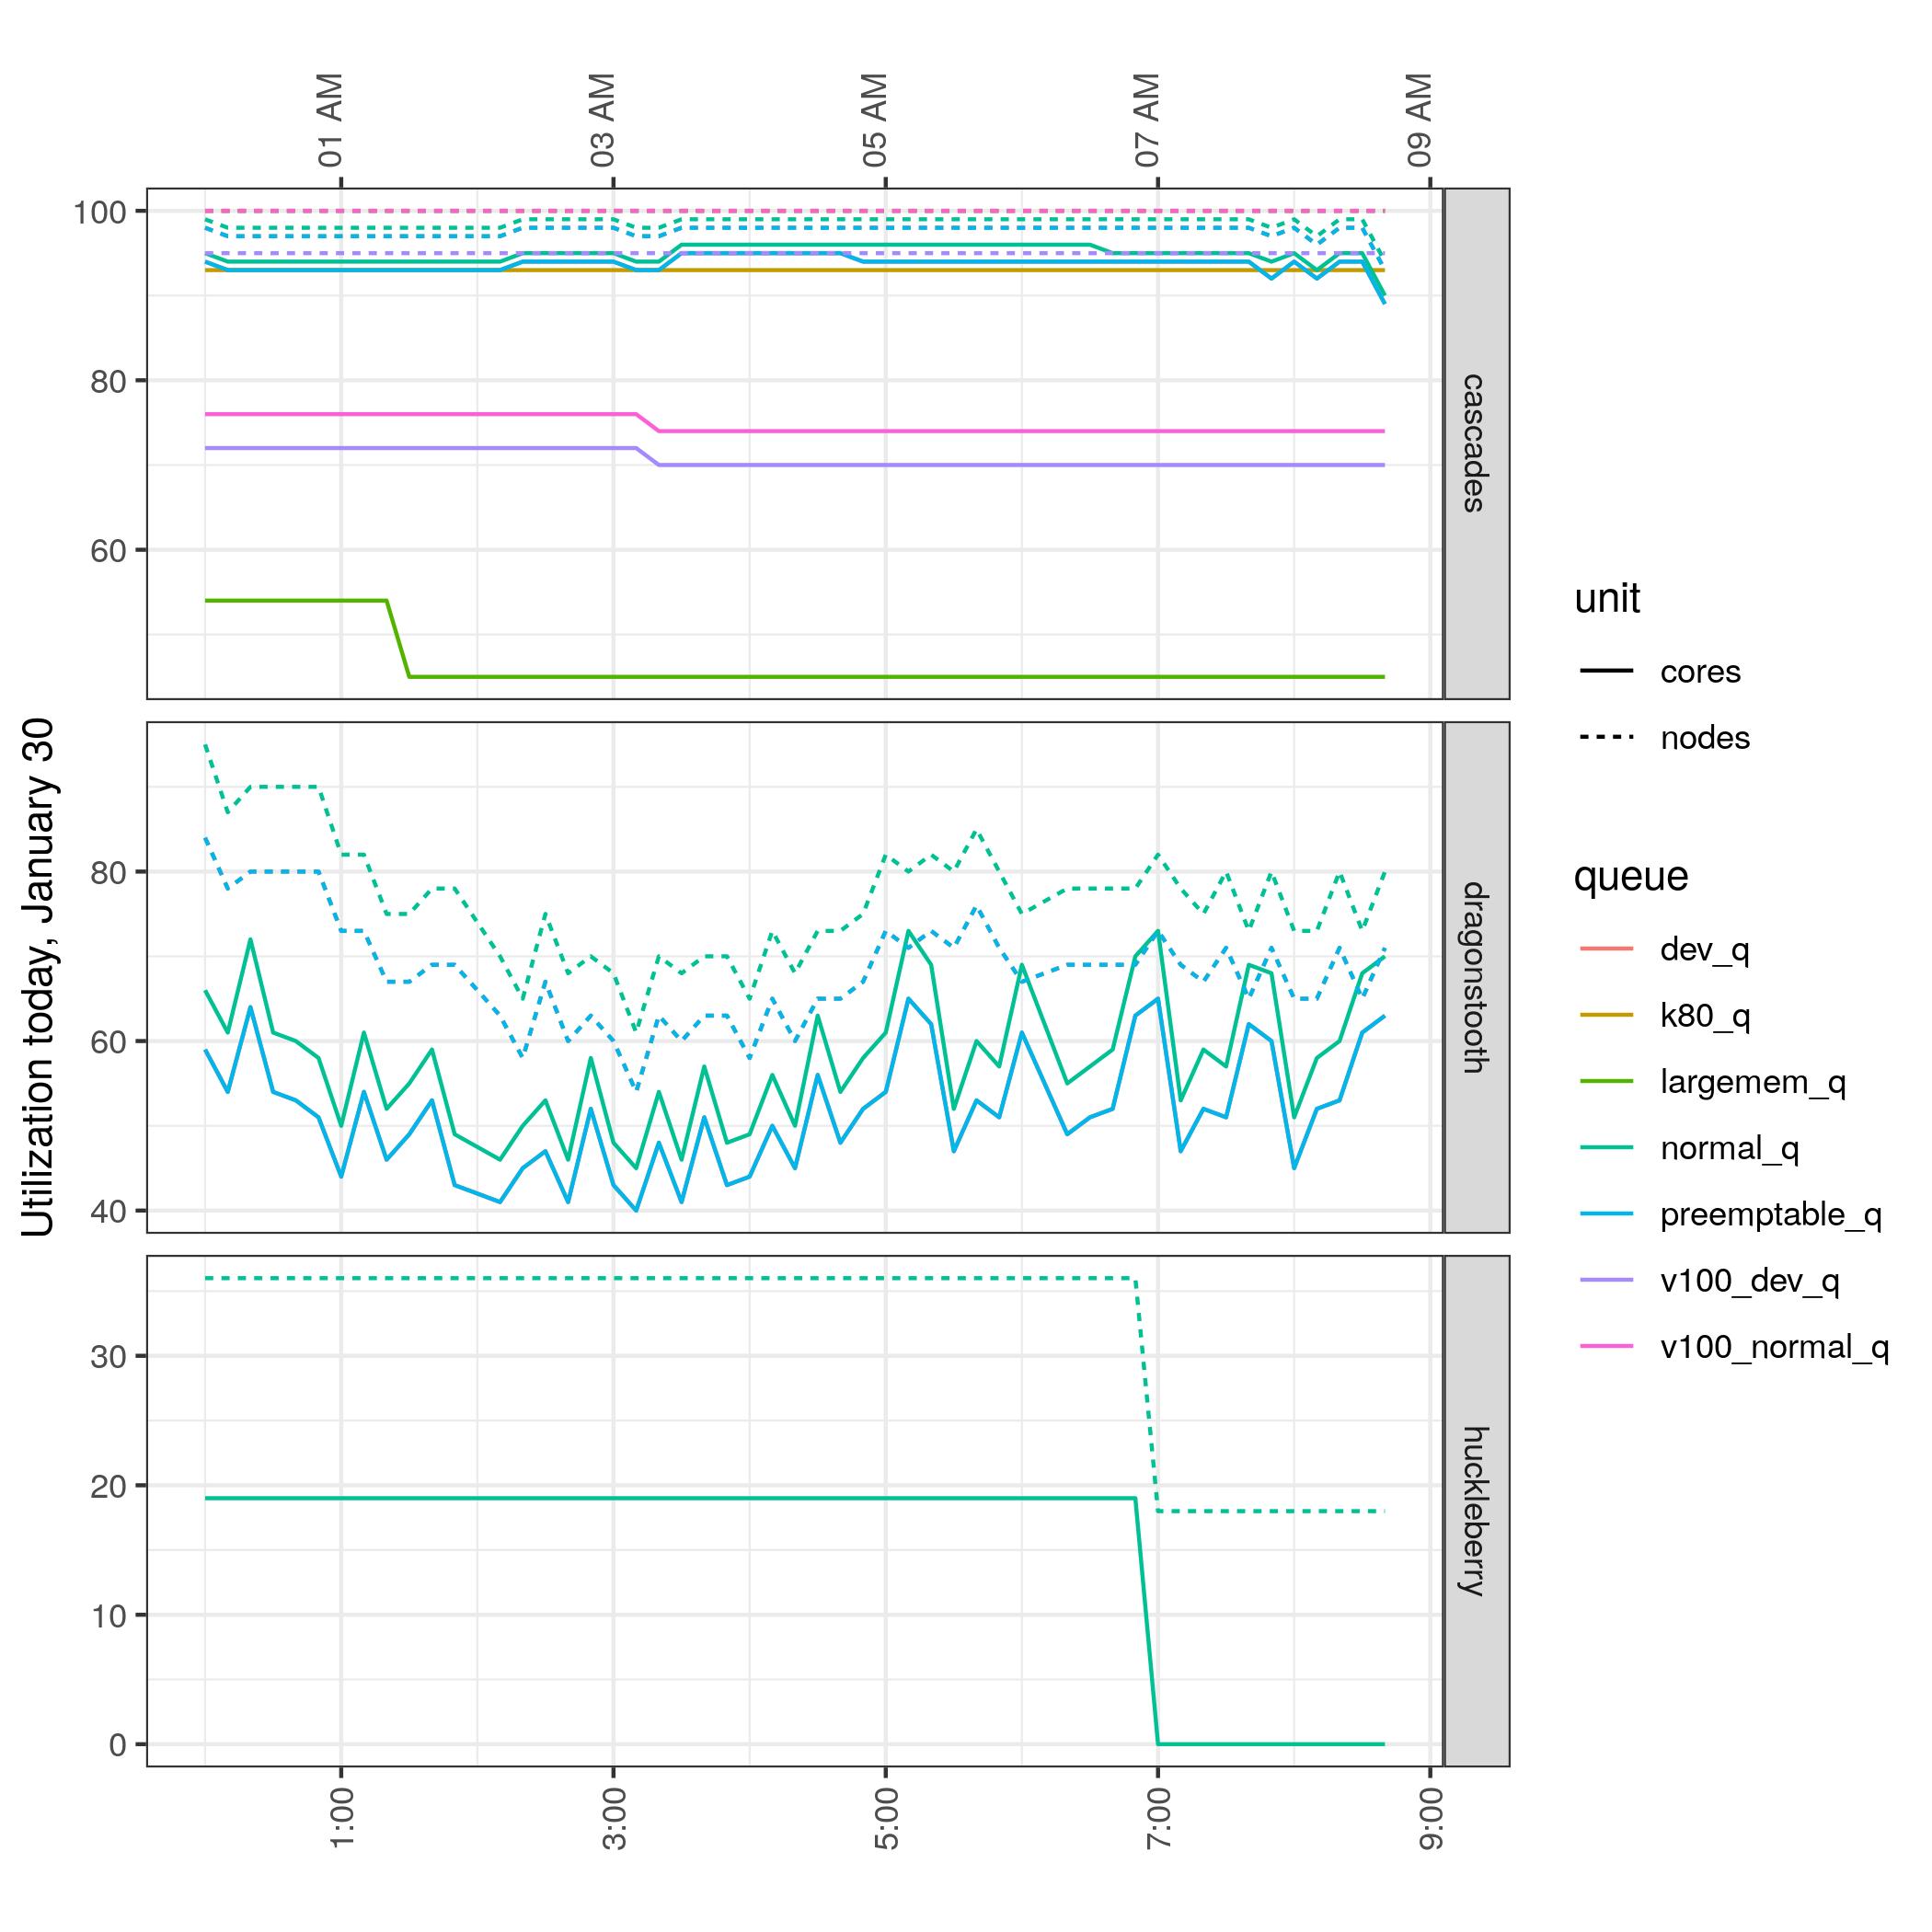 01 AM
03 AM
05 AM
07 AM
09 AM
Utilization today, January 30
100
80
60
cascades
80
60
40
dragonstooth
30
20
10
0
huckleberry
1:00
3:00
5:00
7:00
9:00
unit
cores
nodes
queue
dev_q
k80_q
largemem_q
normal_q
preemptable_q
v100_dev_q
v100_normal_q